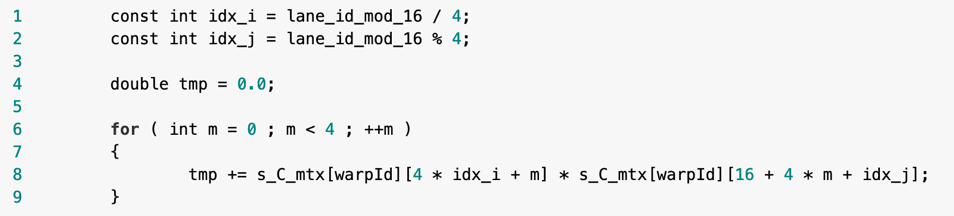 1 const int idx_i = lane_id_mod_16 / 4;
2 const int idx_j = lane_id_mod_16 % 4;
3
4 double tmp = 0.0;
5
6 for ( int m = 0 ; m < 4 ; ++m )
7 {
8 tmp += s_C_mtx[warpId][4 * idx_i + m] * s_C_mtx[warpId][16 + 4 * m + idx_j];
9 }